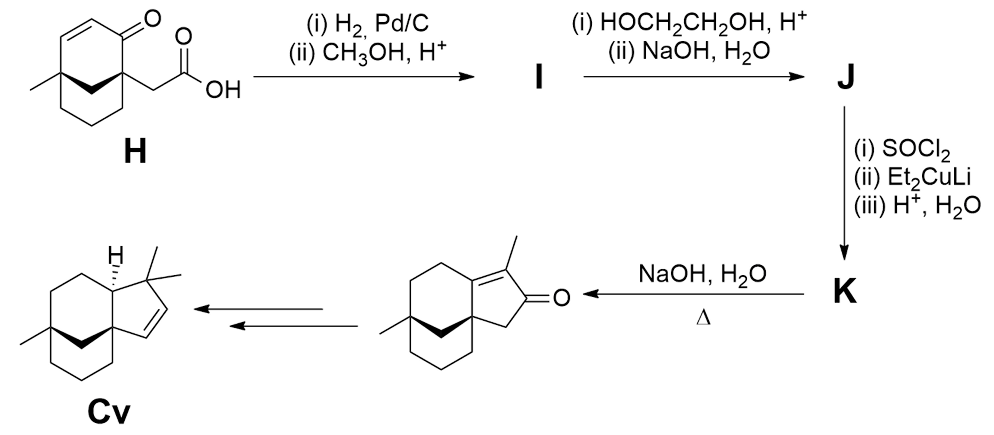 O
O
OH
H
(i) H₂, Pd/C
(ii) CH₃OH, H⁺
I
(i) HOCH₂CH₂OH, H⁺
(ii) NaOH, H₂O
J
(i) SOCl₂
(ii) Et₂CuLi
(iii) H⁺, H₂O
K
NaOH, H₂O
Δ
O
H
Cv